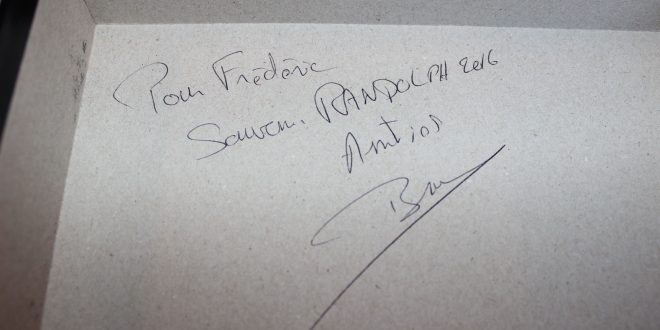 Pour Frédéric
Souvenir RANDOLPH 2016
Amitiés